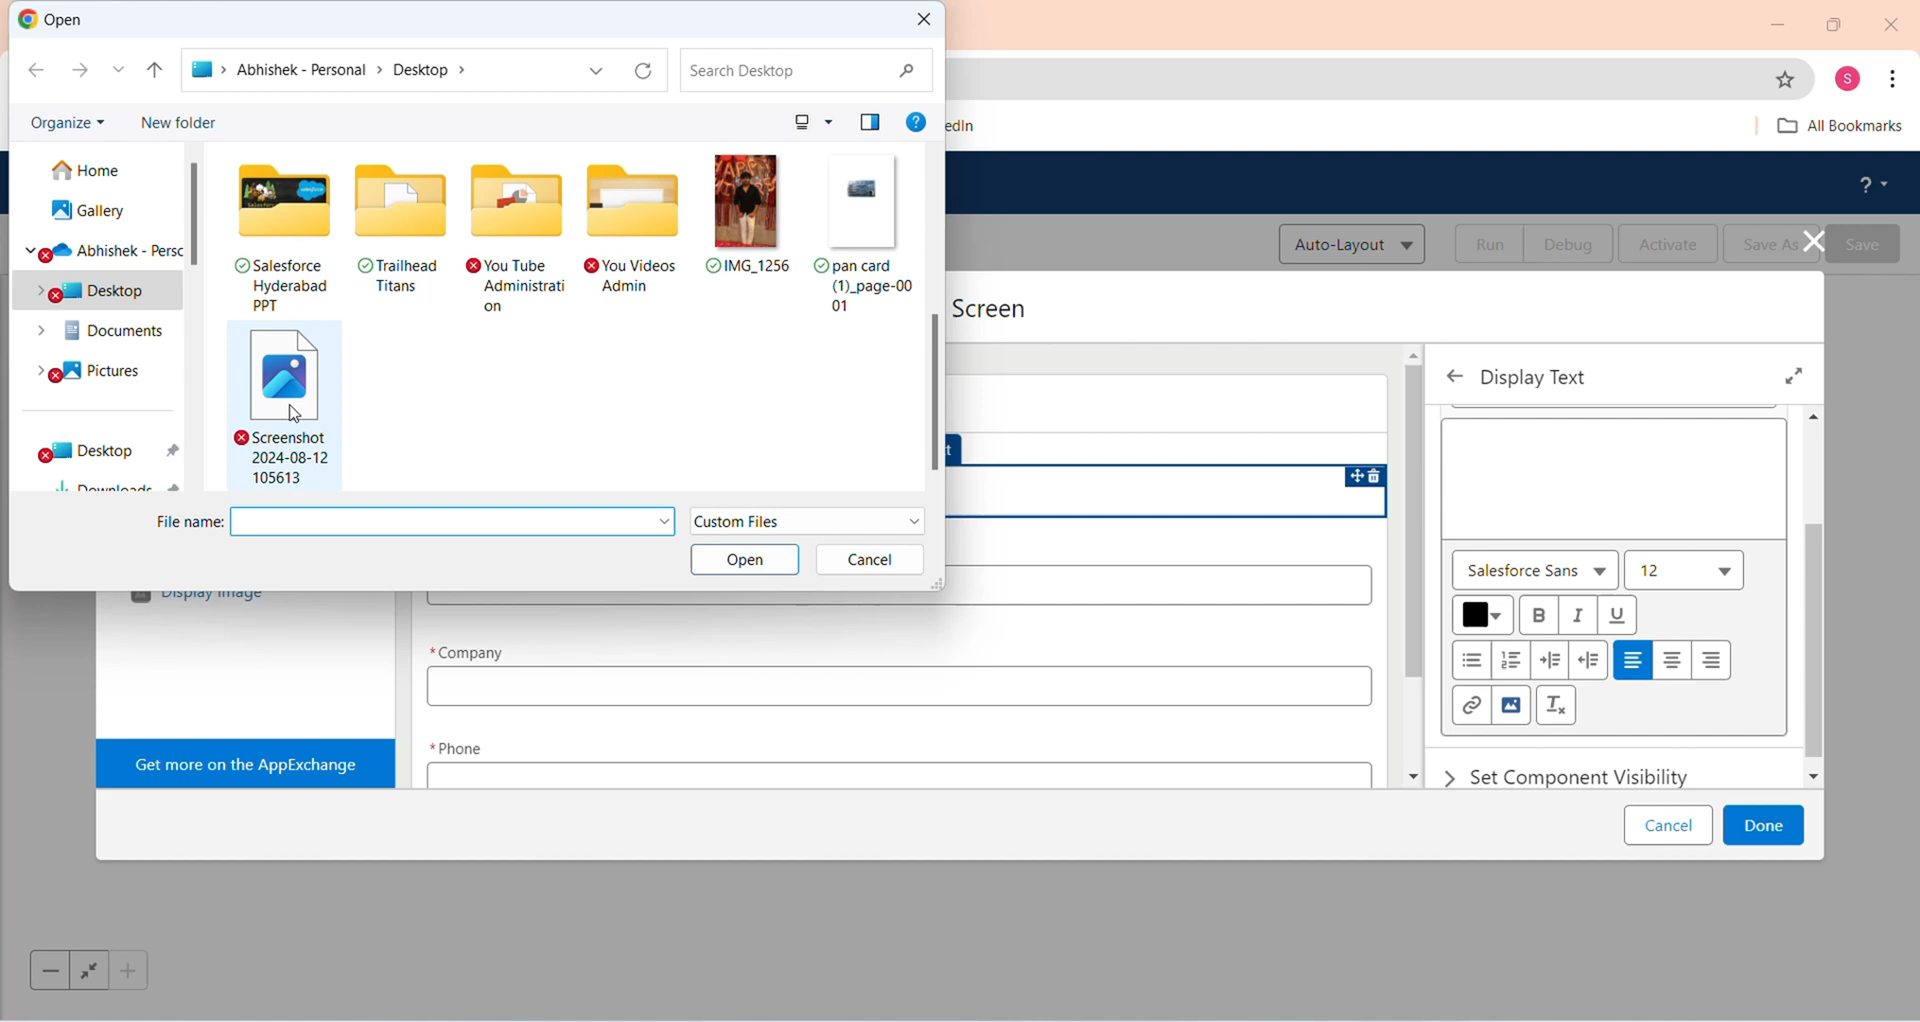 Open
Abhishek - Personal > Desktop >
Search Desktop
Organize
New folder
edIn
All Bookmarks
S
?
Home
Gallery
Abhishek - Persc
Desktop
Documents
Pictures
Desktop
Downloads
Salesforce
Hyderabad
PPT
Trailhead
Titans
You Tube
Administrati
on
You Videos
Admin
IMG_1256
pan card
(1)_page-00
01
Screenshot
2024-08-12
105613
File name:
Custom Files
Open
Cancel
Auto-Layout
Run
Debug
Activate
Save As
Save
Screen
t
Display Text
Salesforce Sans
12
B
I
U
Set Component Visibility
Display Image
*Company
*Phone
Get more on the AppExchange
Cancel
Done